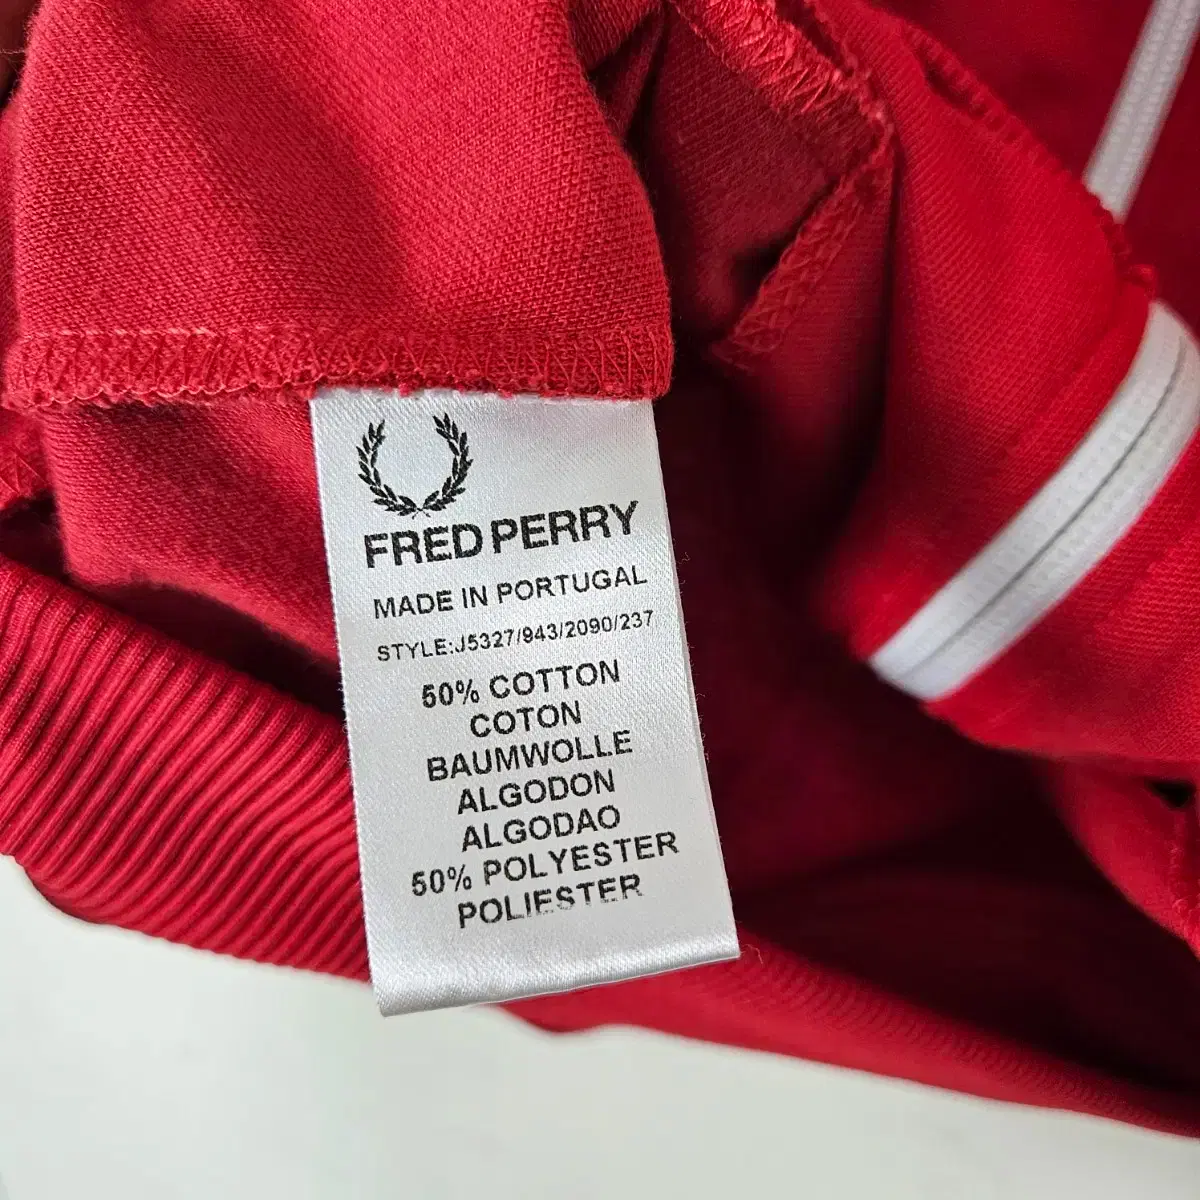 FRED PERRY
MADE IN PORTUGAL
STYLE:J5327/943/2090/237
50% COTTON
COTON
BAUMWOLLE
ALGODON
ALGODAO
50% POLYESTER
POLIESTER